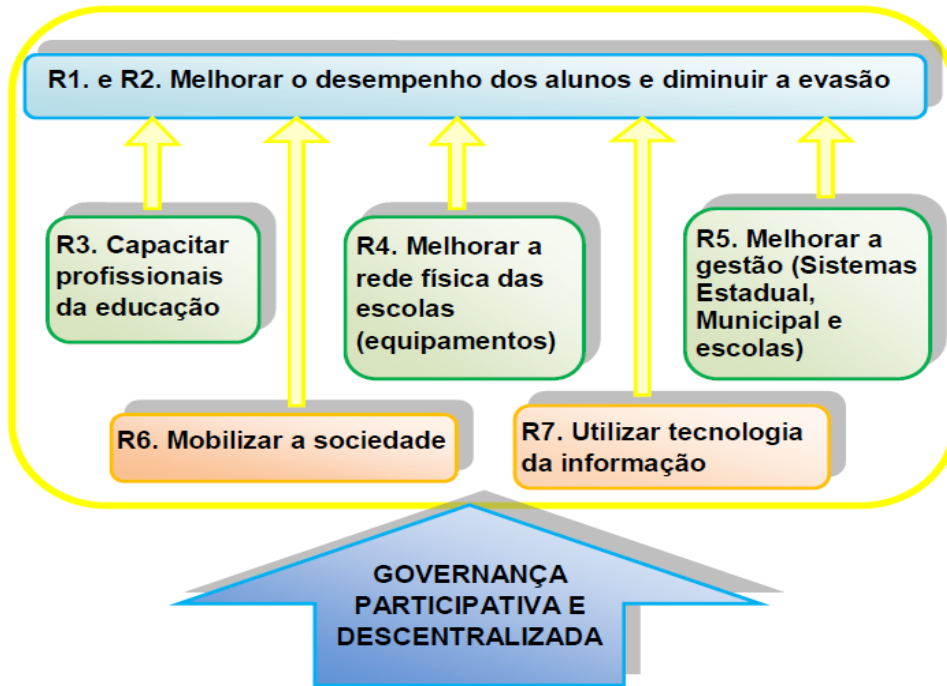 R1. e R2. Melhorar o desempenho dos alunos e diminuir a evasão
R3. Capacitar
profissionais
da educação
R4. Melhorar a
rede física das
escolas
(equipamentos)
R5. Melhorar a
gestão (Sistemas
Estadual,
Municipal e
escolas)
R6. Mobilizar a sociedade
R7. Utilizar tecnologia
da informação
GOVERNANÇA
PARTICIPATIVA E
DESCENTRALIZADA